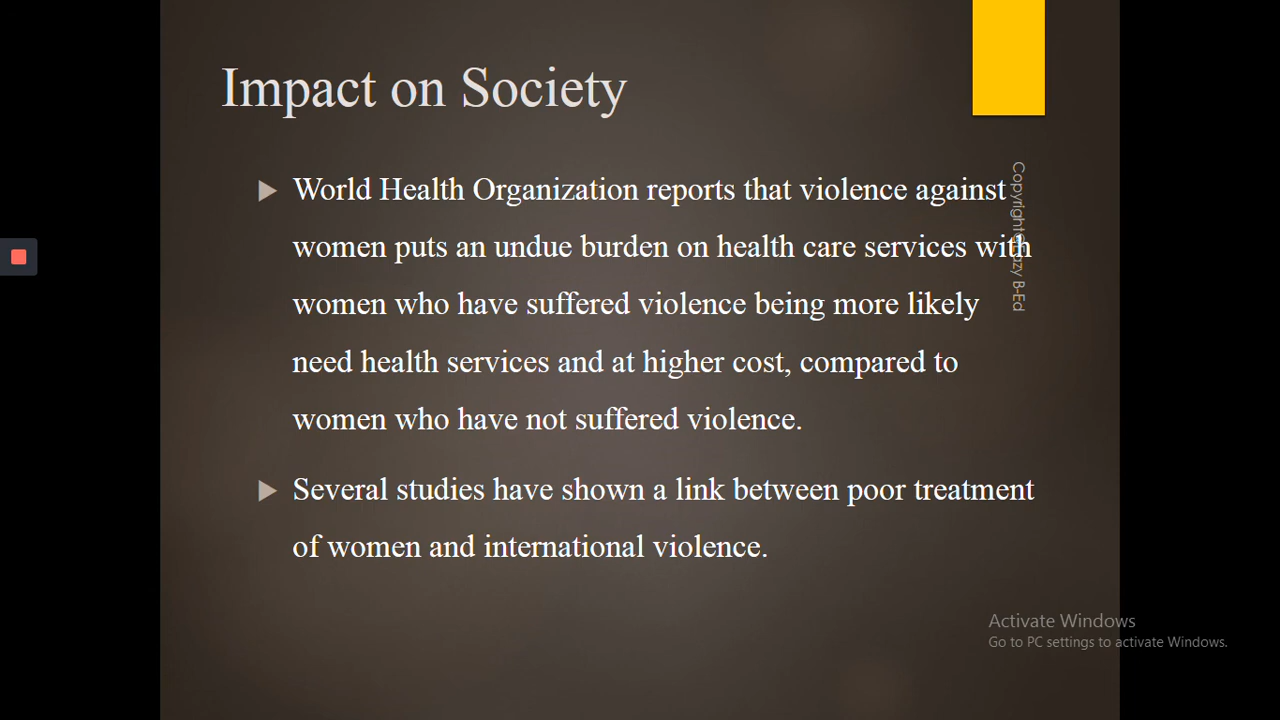 Impact on Society
World Health Organization reports that violence against
women puts an undue burden on health care services with
women who have suffered violence being more likely
need health services and at higher cost, compared to
women who have not suffered violence.
Several studies have shown a link between poor treatment
of women and international violence.
Copyright B-Ed
Activate Windows
Go to PC settings to activate Windows.